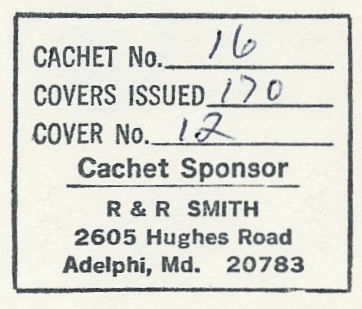 CACHET No. 16
COVERS ISSUED 170
COVER No. 12
Cachet Sponsor
R & R SMITH
2605 Hughes Road
Adelphi, Md. 20783